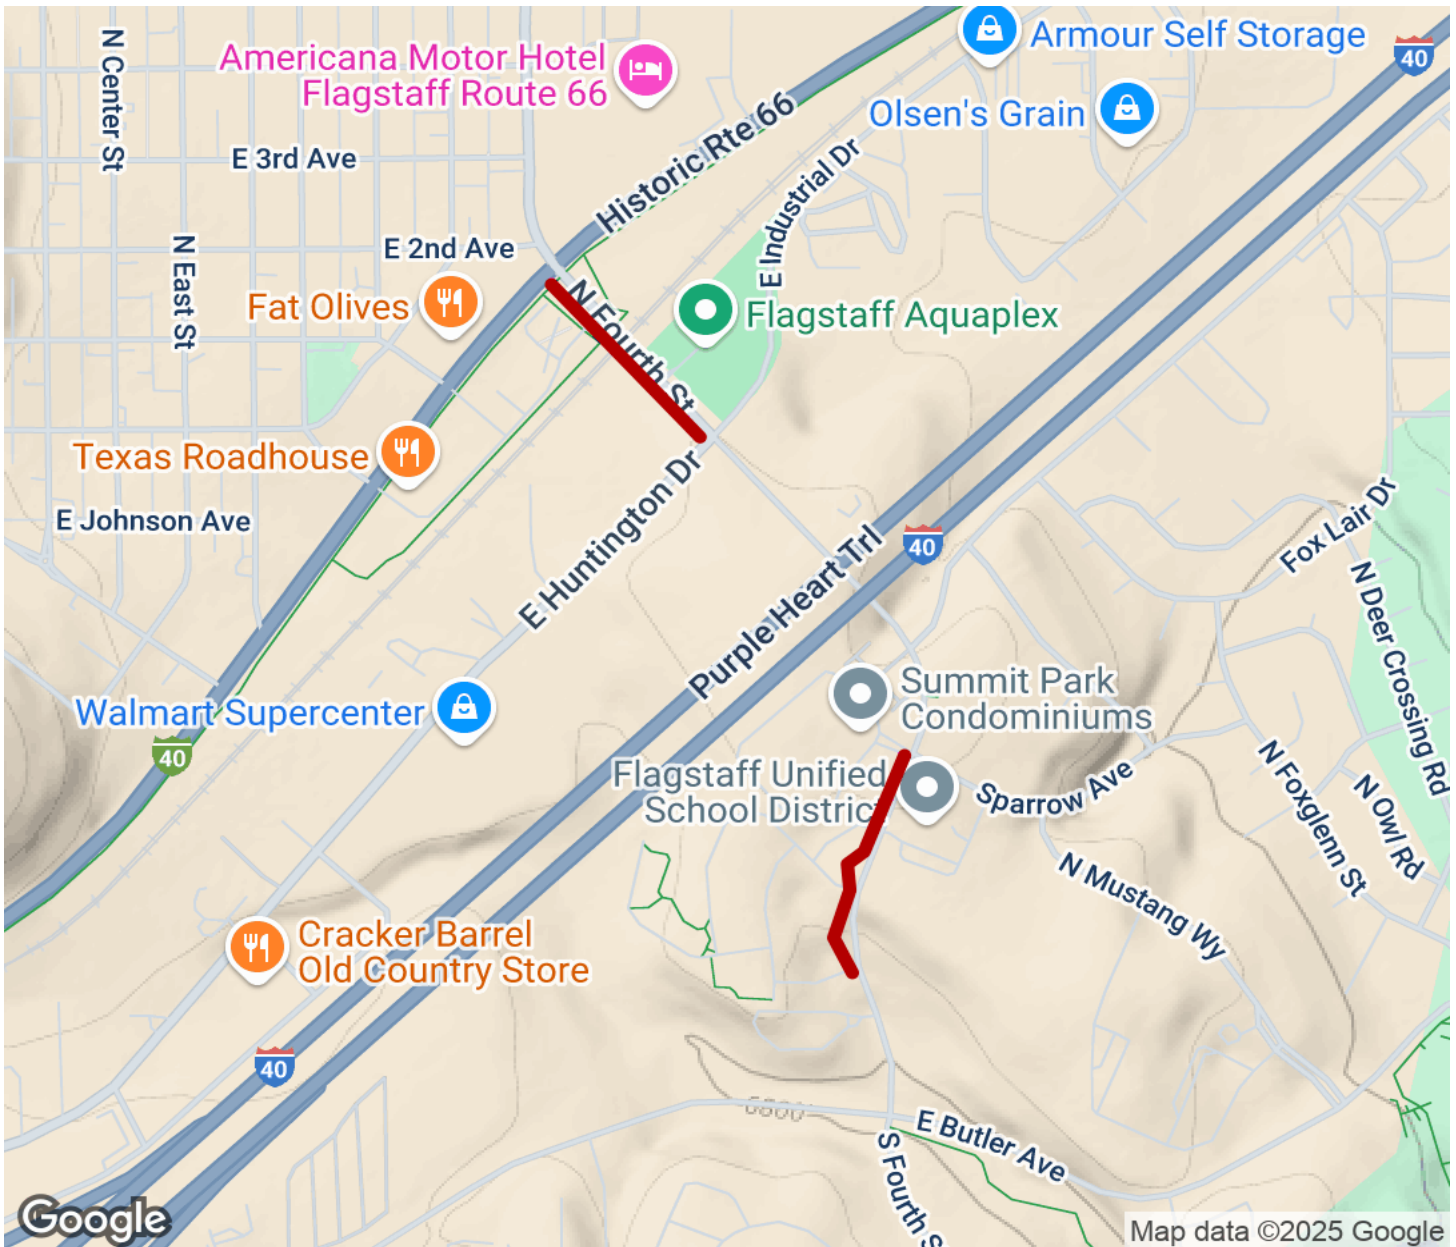 N Center St
Americana Motor Hotel
Flagstaff Route 66
Armour Self Storage
40
Olsen's Grain
Historic Rte 66
E Industrial Dr
E 3rd Ave
N East St
E 2nd Ave
Fat Olives
N Fourth St
Flagstaff Aquaplex
Texas Roadhouse
E Johnson Ave
E Huntington Dr
Purple Heart Trl
40
Fox Lair Dr
N Deer Crossing Rd
Walmart Supercenter
40
Summit Park
Condominiums
Flagstaff Unified
School District
Sparrow Ave
N Foxglenn St
N Owl Rd
N Mustang Wy
Cracker Barrel
Old Country Store
40
6800
E Butler Ave
S Fourth S
Google
Map data ©2025 Google